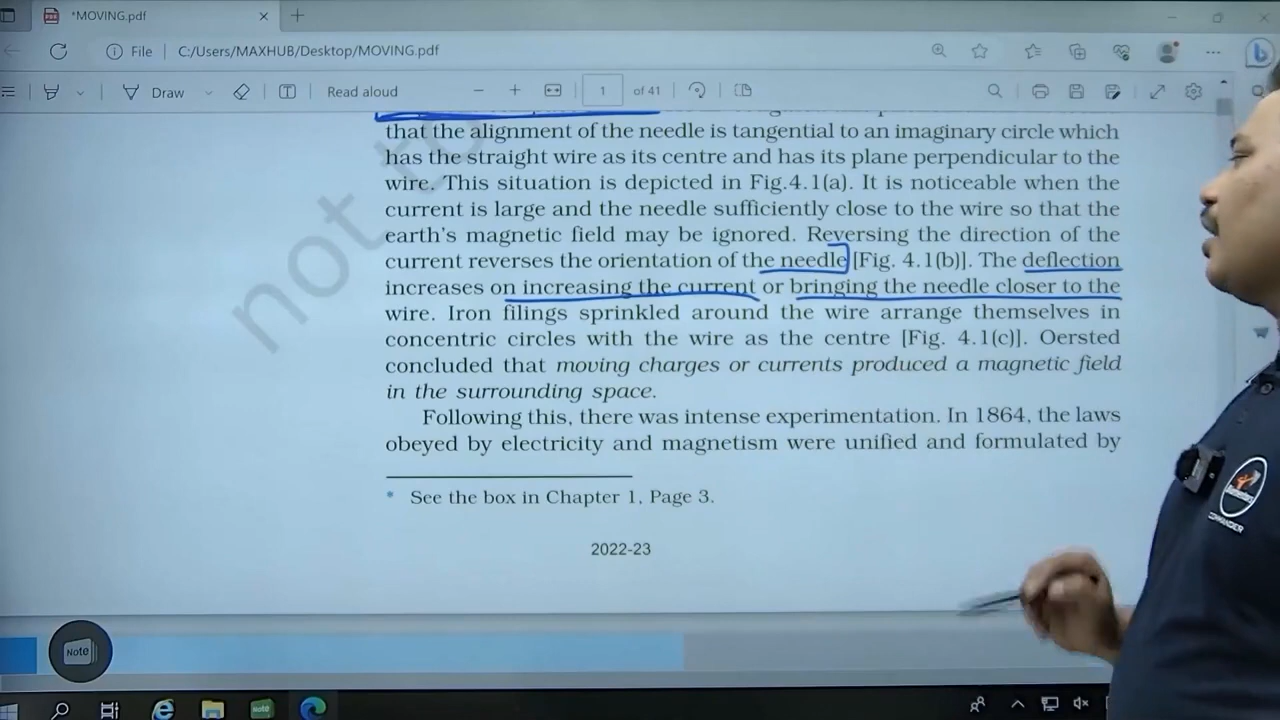 *MOVING.pdf
File C:/Users/MAXHUB/Desktop/MOVING.pdf
Draw Read aloud 1 of 41
that the alignment of the needle is tangential to an imaginary circle which
has the straight wire as its centre and has its plane perpendicular to the
wire. This situation is depicted in Fig.4.1(a). It is noticeable when the
current is large and the needle sufficiently close to the wire so that the
earth's magnetic field may be ignored. Reversing the direction of the
current reverses the orientation of the needle [Fig. 4.1(b)]. The deflection
increases on increasing the current or bringing the needle closer to the
wire. Iron filings sprinkled around the wire arrange themselves in
concentric circles with the wire as the centre [Fig. 4.1(c)]. Oersted
concluded that moving charges or currents produced a magnetic field
in the surrounding space.
Following this, there was intense experimentation. In 1864, the laws
obeyed by electricity and magnetism were unified and formulated by
* See the box in Chapter 1, Page 3.
2022-23
not to
Note
COMMANDER